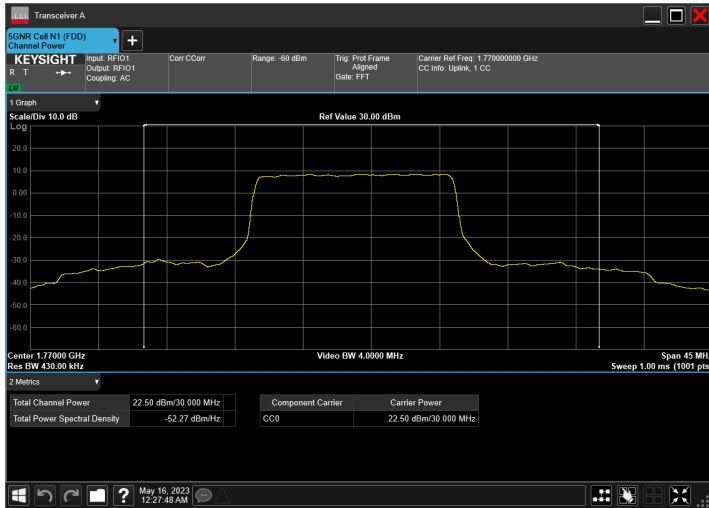 Transceiver A
5GNR Cell N1 (FDD)
Channel Power
+
KEYSIGHT
R T
LXI
Input: RFIO1
Output: RFIO1
Coupling: AC
Corr CCorr
Range: -60 dBm
Trig: Prot Frame
Aligned
Gate: FFT
Carrier Ref Freq: 1.770000000 GHz
CC Info: Uplink, 1 CC
1 Graph
Scale/Div 10.0 dB
Ref Value 30.00 dBm
Log
20.0
10.0
0.00
-10.0
-20.0
-30.0
-40.0
-50.0
-60.0
Center 1.77000 GHz
Video BW 4.0000 MHz
Span 45 MH
Res BW 430.00 kHz
Sweep 1.00 ms (1001 pts
2 Metrics
Total Channel Power 22.50 dBm/30.000 MHz
Total Power Spectral Density -52.27 dBm/Hz
Component Carrier Carrier Power
CC0 22.50 dBm/30.000 MHz
?
May 16, 2023
12:27:48 AM